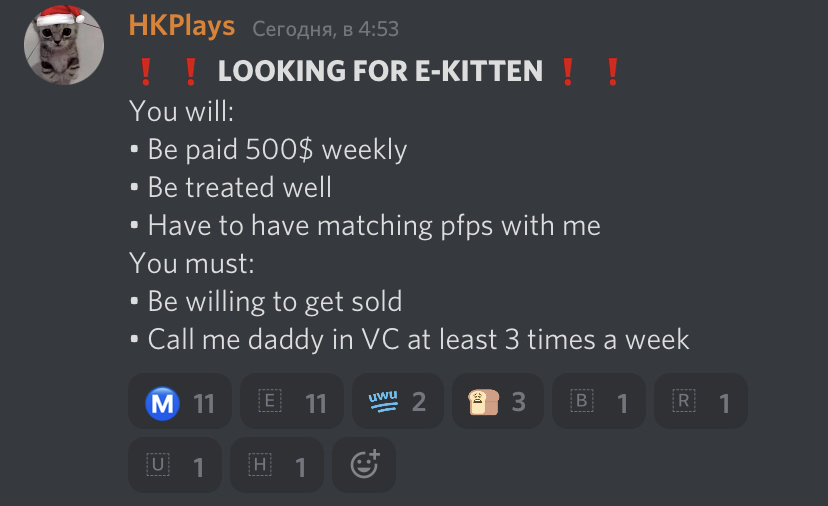 HKPlays Сегодня, в 4:53
❗ ❗ LOOKING FOR E-KITTEN ❗ ❗
You will:
• Be paid 500$ weekly
• Be treated well
• Have to have matching pfps with me
You must:
• Be willing to get sold
• Call me daddy in VC at least 3 times a week
M 11 E 11 uwu 2 3 B 1 R 1
U 1 H 1